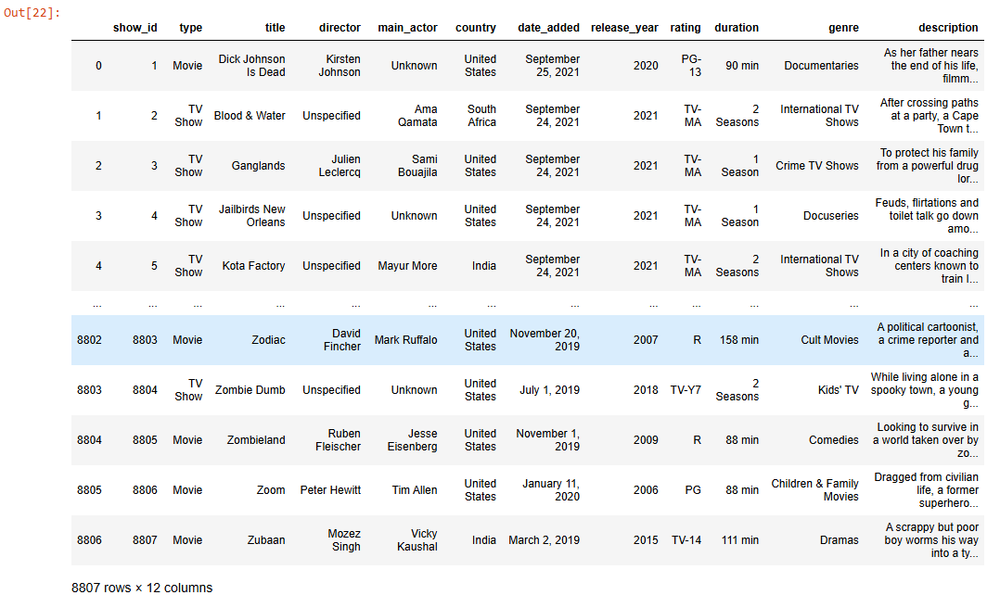 Out[22]:
show_id type title director main_actor country date_added release_year rating duration genre description
0 1 Movie Dick Johnson Is Dead Kirsten Johnson Unknown United States September 25, 2021 2020 PG-13 90 min Documentaries As her father nears the end of his life, filmm...
1 2 TV Show Blood & Water Unspecified Ama Qamata South Africa September 24, 2021 2021 TV-MA 2 Seasons International TV Shows After crossing paths at a party, a Cape Town t...
2 3 TV Show Ganglands Julien Leclercq Sami Bouajila United States September 24, 2021 2021 TV-MA 1 Season Crime TV Shows To protect his family from a powerful drug lor...
3 4 TV Show Jailbirds New Orleans Unspecified Unknown United States September 24, 2021 2021 TV-MA 1 Season Docuseries Feuds, flirtations and toilet talk go down amo...
4 5 TV Show Kota Factory Unspecified Mayur More India September 24, 2021 2021 TV-MA 2 Seasons International TV Shows In a city of coaching centers known to train I...
... ... ... ... ... ... ... ... ... ... ... ... ...
8802 8803 Movie Zodiac David Fincher Mark Ruffalo United States November 20, 2019 2007 R 158 min Cult Movies A political cartoonist, a crime reporter and a...
8803 8804 TV Show Zombie Dumb Unspecified Unknown United States July 1, 2019 2018 TV-Y7 2 Seasons Kids' TV While living alone in a spooky town, a young g...
8804 8805 Movie Zombieland Ruben Fleischer Jesse Eisenberg United States November 1, 2019 2009 R 88 min Comedies Looking to survive in a world taken over by zo...
8805 8806 Movie Zoom Peter Hewitt Tim Allen United States January 11, 2020 2006 PG 88 min Children & Family Movies Dragged from civilian life, a former superhero...
8806 8807 Movie Zubaan Mozez Singh Vicky Kaushal India March 2, 2019 2015 TV-14 111 min Dramas A scrappy but poor boy worms his way into a ty...
8807 rows × 12 columns